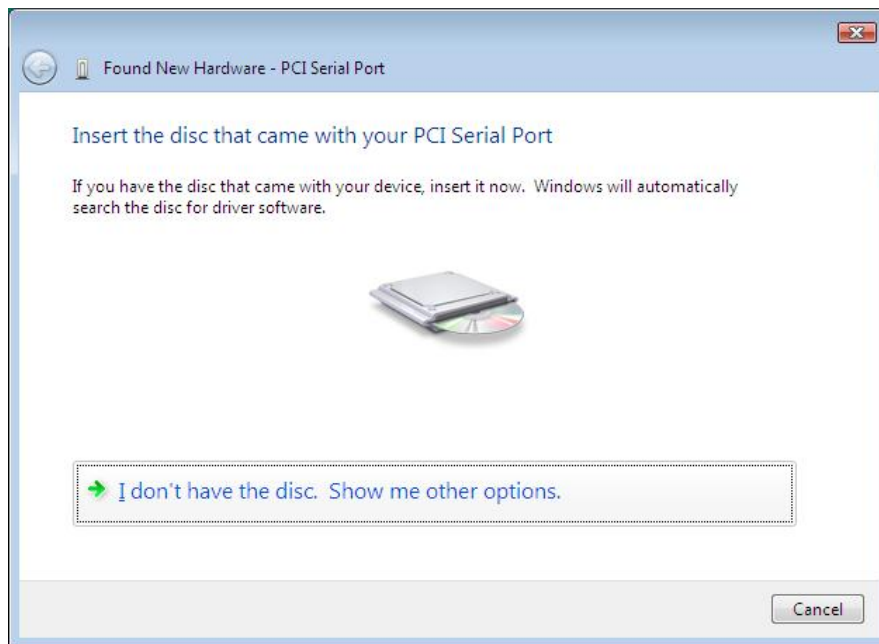 Found New Hardware - PCI Serial Port
Insert the disc that came with your PCI Serial Port
If you have the disc that came with your device, insert it now.  Windows will automatically
search the disc for driver software.
I don't have the disc.  Show me other options.
Cancel